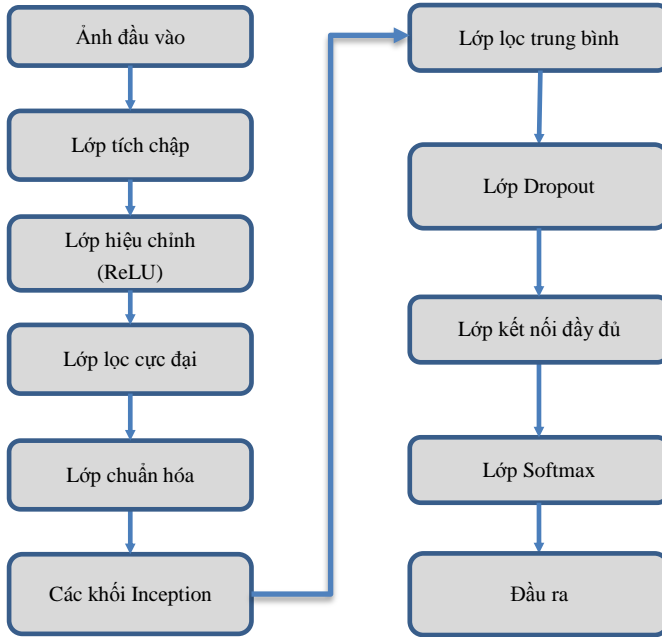 Ảnh đầu vào
Lớp tích chập
Lớp hiệu chỉnh
(ReLU)
Lớp lọc cực đại
Lớp chuẩn hóa
Các khối Inception
Lớp lọc trung bình
Lớp Dropout
Lớp kết nối đầy đủ
Lớp Softmax
Đầu ra